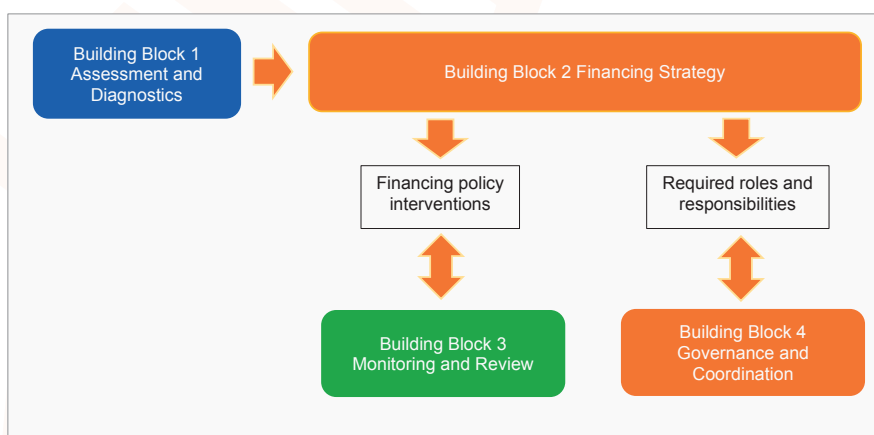 Building Block 1
Assessment and
Diagnostics
Building Block 2 Financing Strategy
Financing policy
interventions
Required roles and
responsibilities
Building Block 3
Monitoring and Review
Building Block 4
Governance and
Coordination